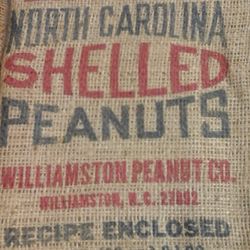 NORTH CAROLINA
SHELLED
PEANUTS
WILLIAMSTON PEANUT CO.
WILLIAMSTON, N.C. 27892
RECIPE ENCLOSED